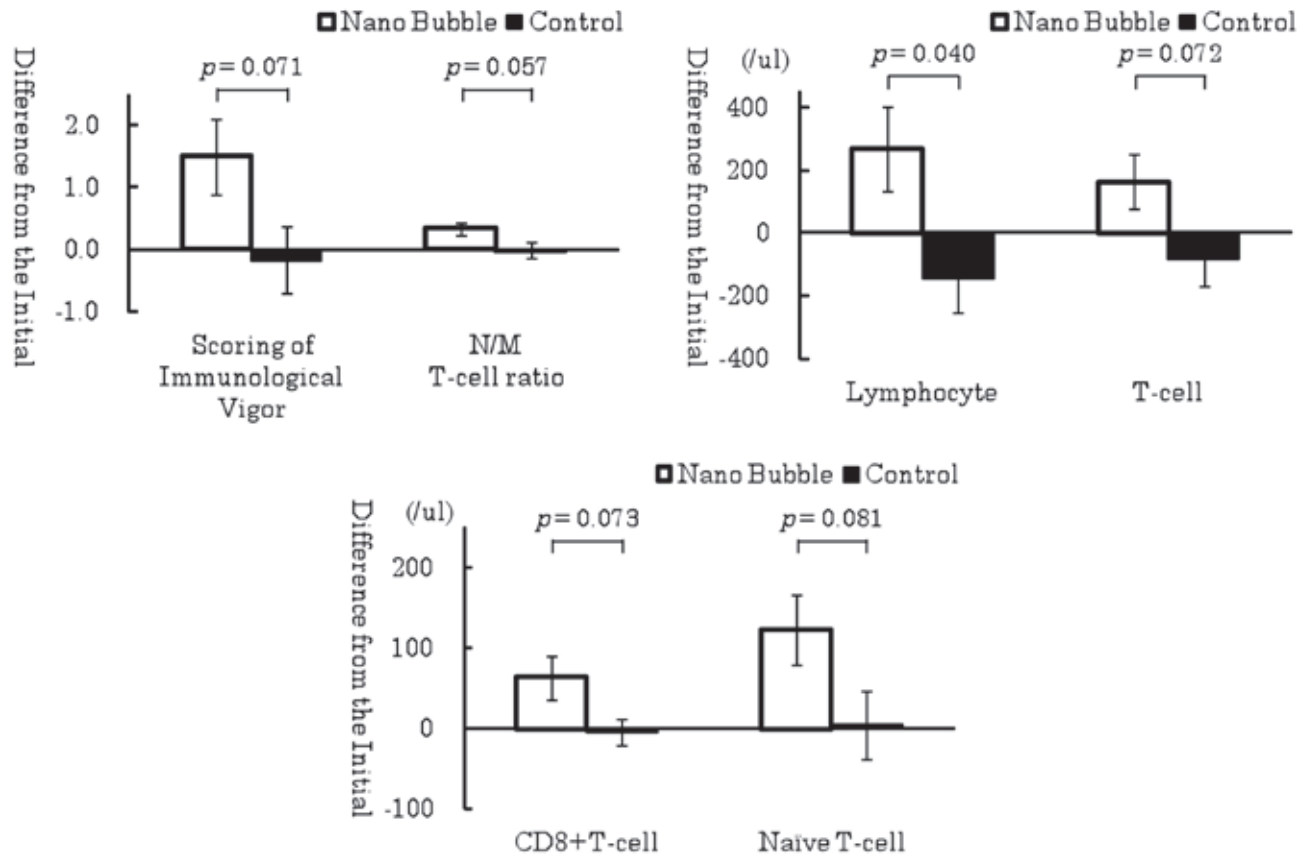 Nano Bubble Control
Difference from the Initial
p= 0.071
p= 0.057
2.0
1.0
0.0
-1.0
Scoring of
Immunological
Vigor
N/M
T-cell ratio
Nano Bubble Control
Difference from the Initial
(/ul)
p= 0.040
p= 0.072
400
200
0
-200
-400
Lymphocyte
T-cell
Nano Bubble Control
Difference from the Initial
(/ul)
p= 0.073
p= 0.081
200
100
0
-100
CD8+T-cell
Naïve T-cell